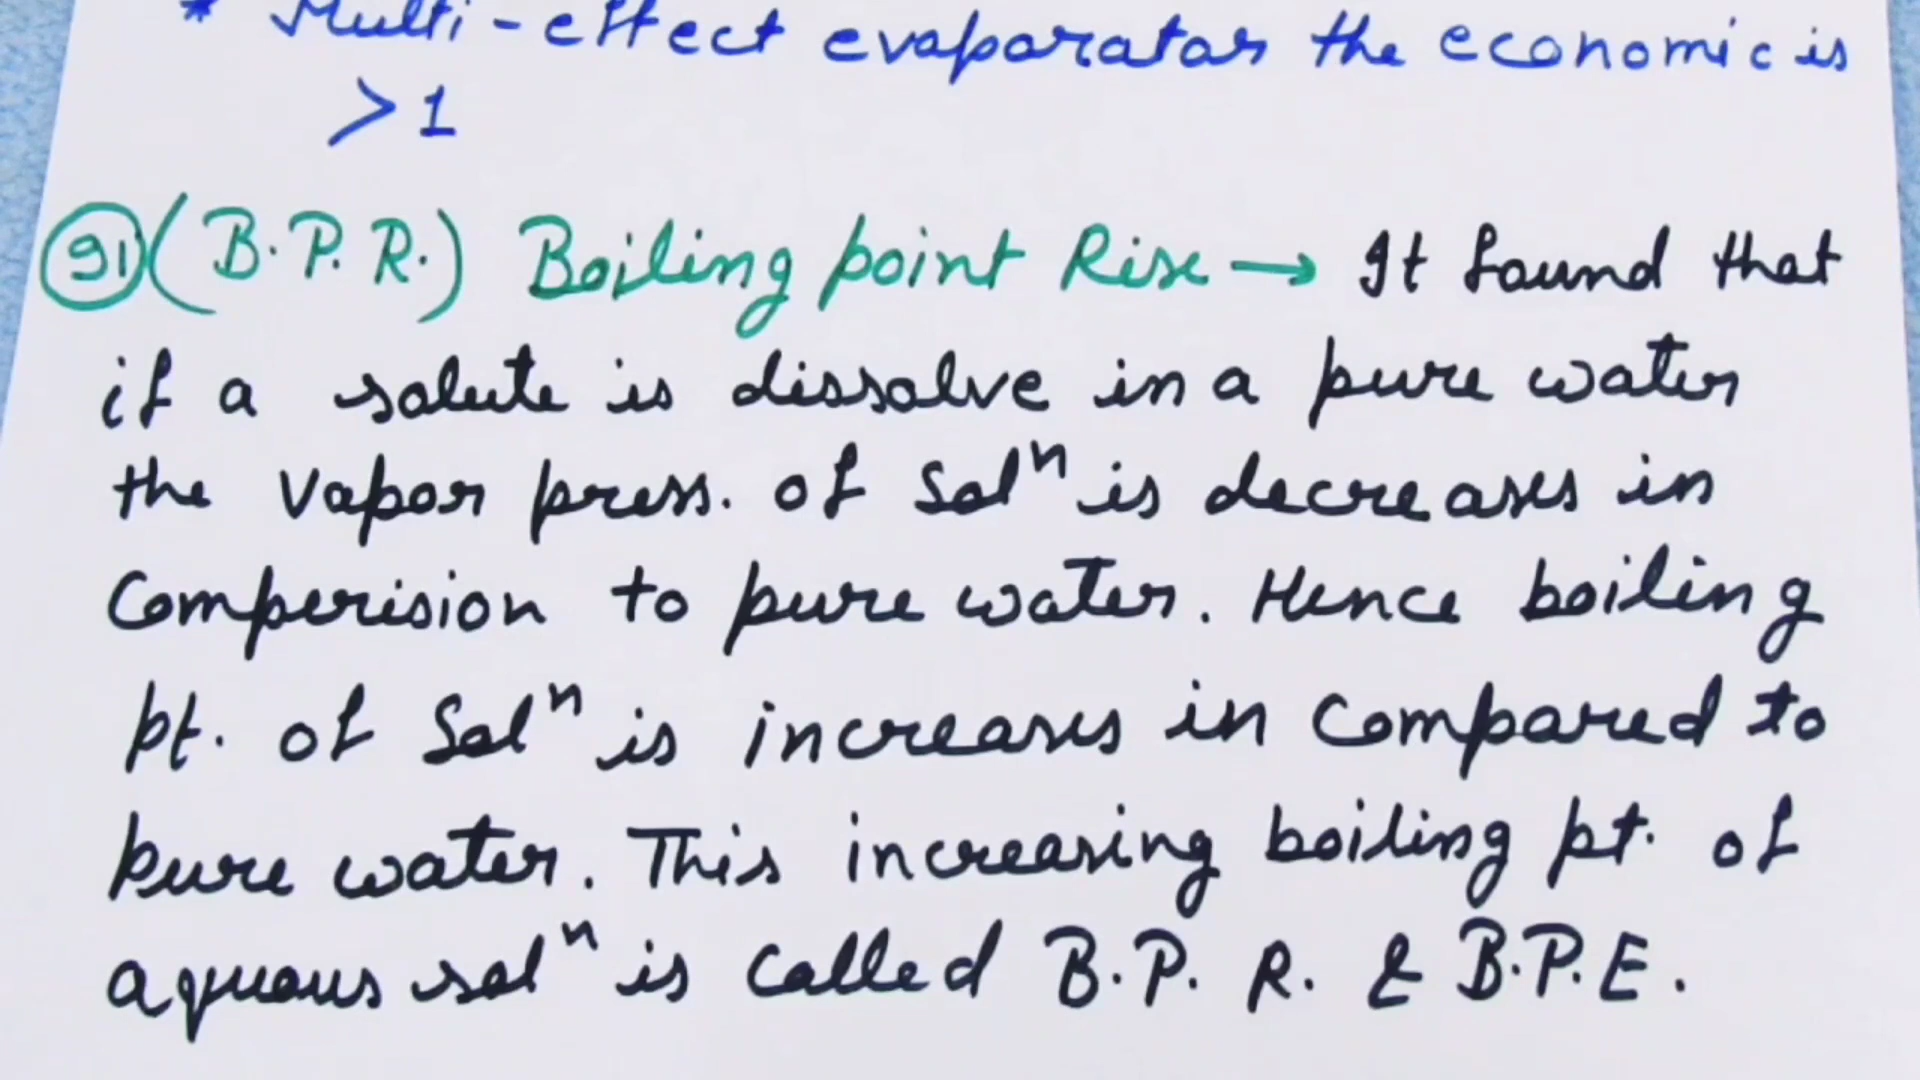 * Multi-effect evaporator the economic is
> 1
91 (B.P.R.) Boiling point Rise → It found that
if a solute is dissolve in a pure water
the vapor press. of Solⁿ is decreases in
Comperision to pure water. Hence boiling
pt. of Solⁿ is increases in compared to
pure water. This increasing boiling pt. of
aqueous solⁿ is called B.P.R. & B.P.E.